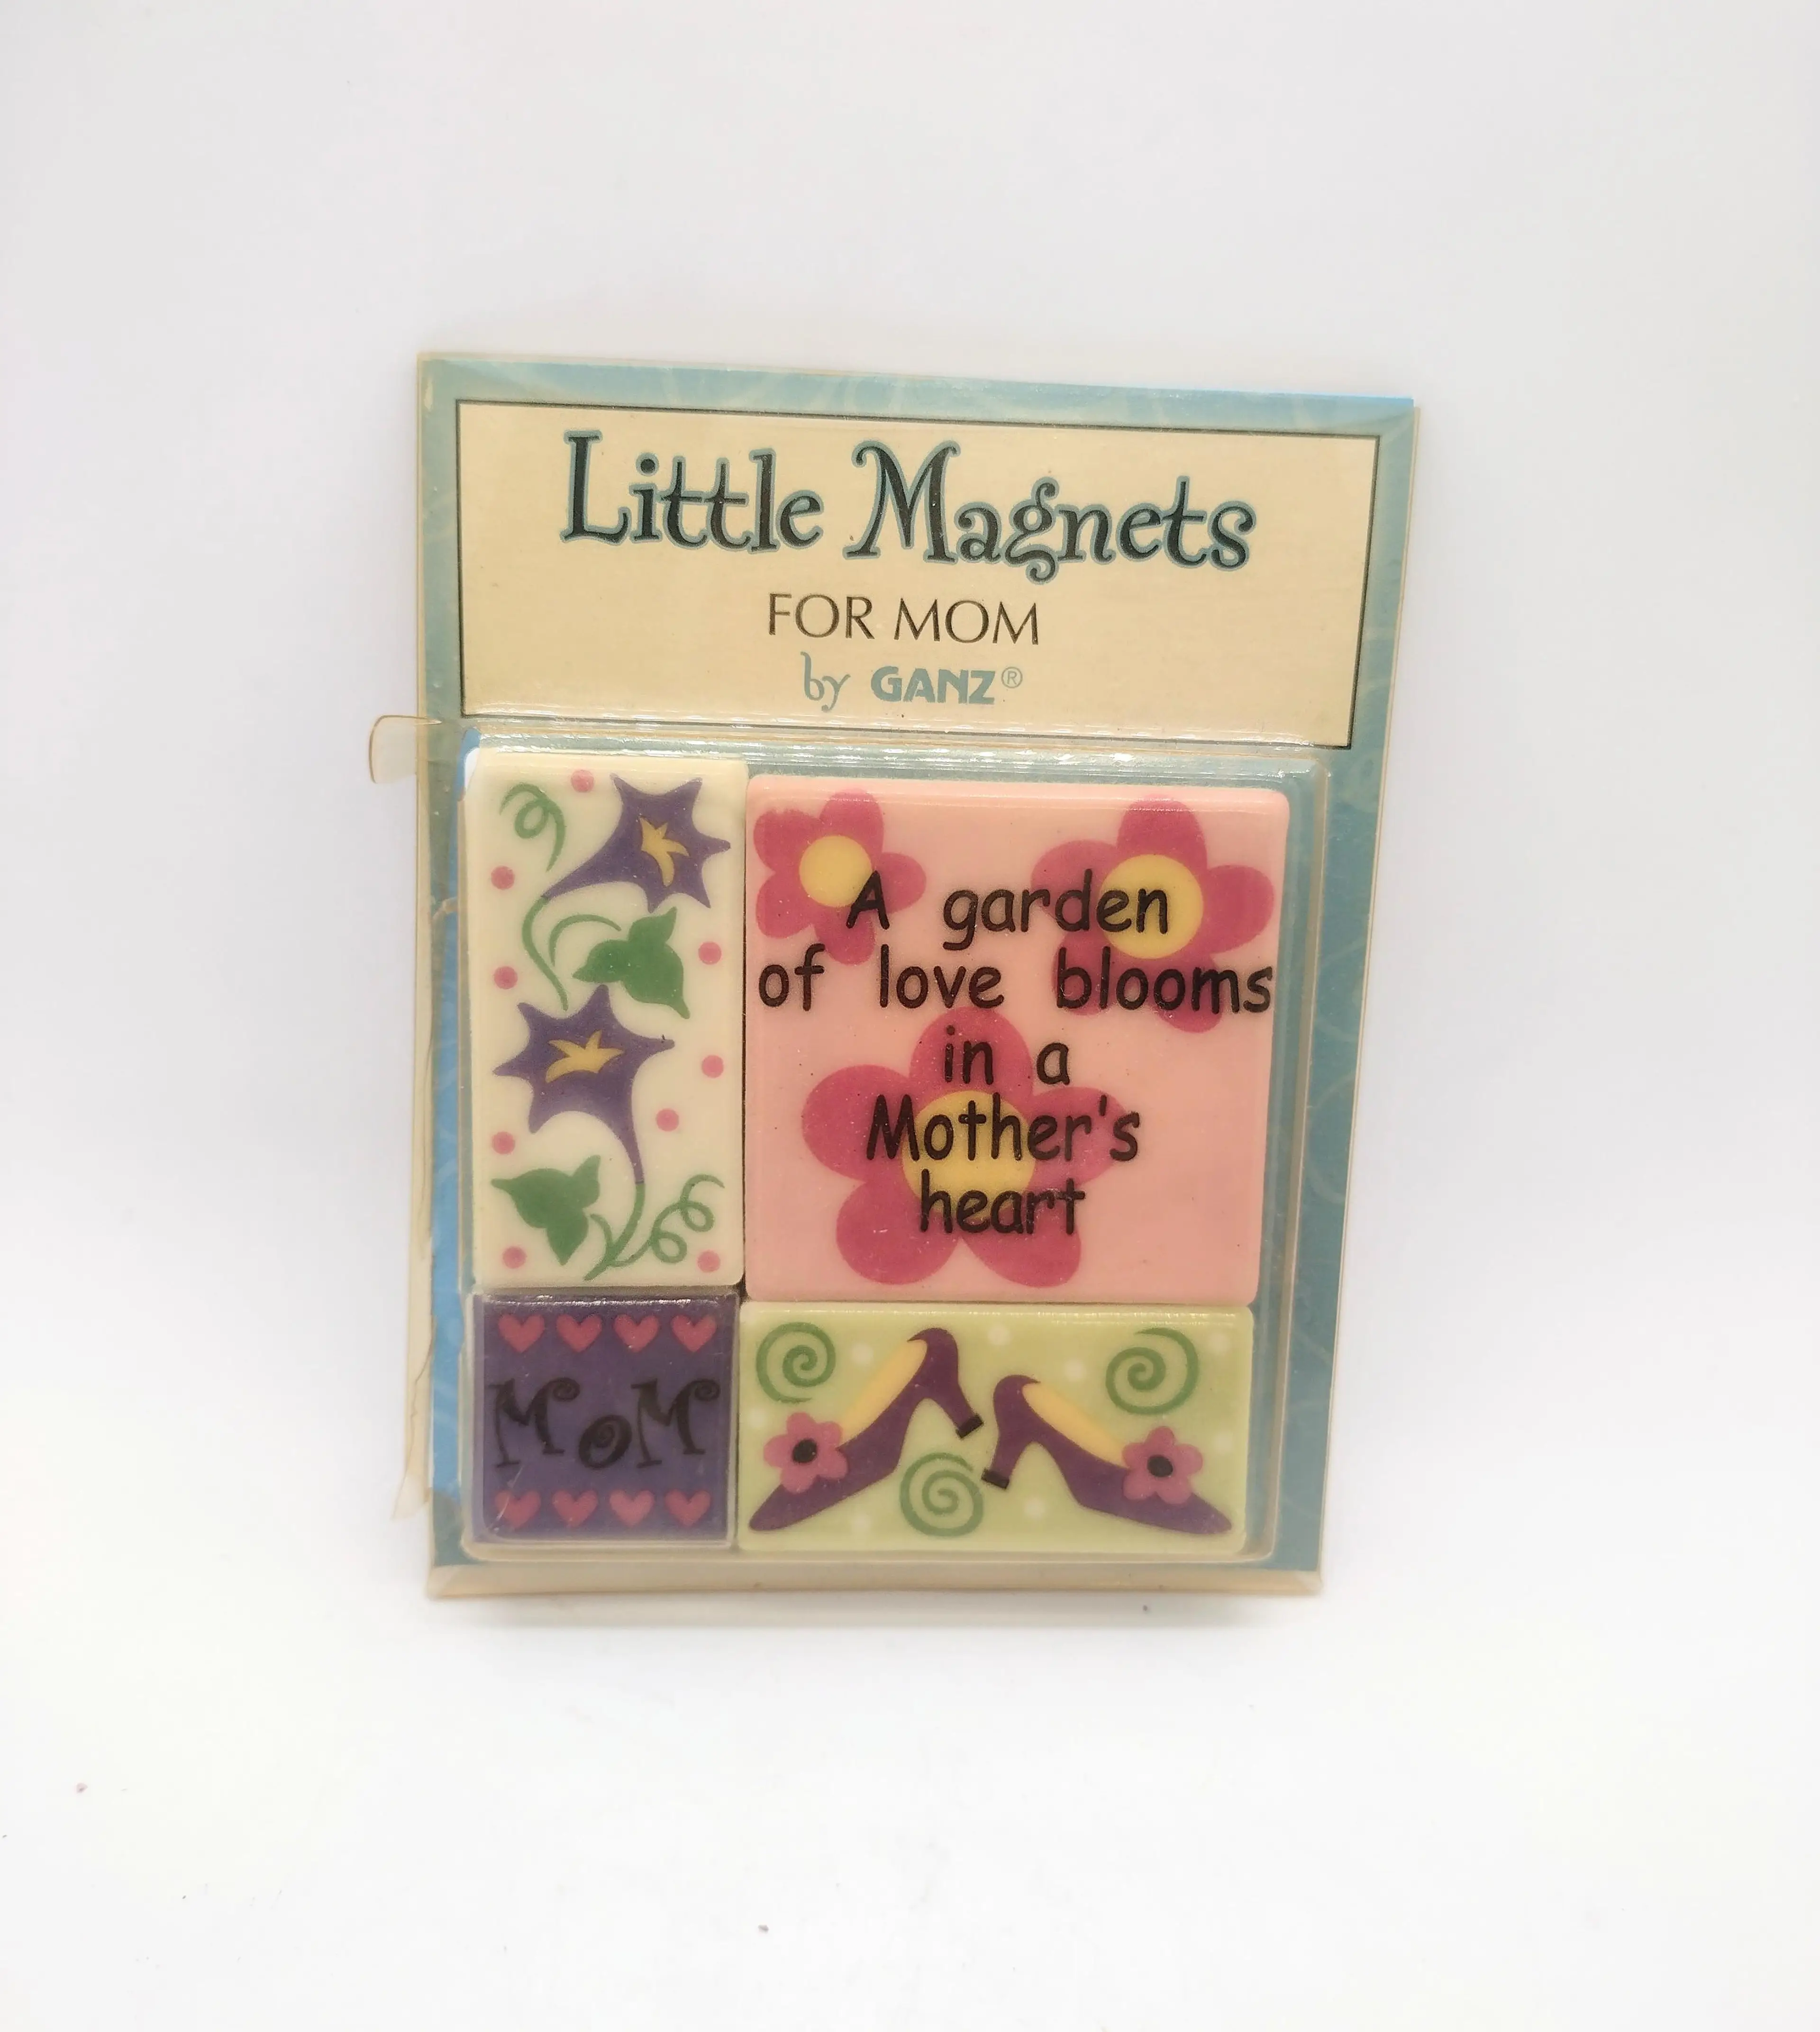 Little Magnets
FOR MOM
by GANZ®
A garden
of love blooms
in a
Mother's
heart
MoM